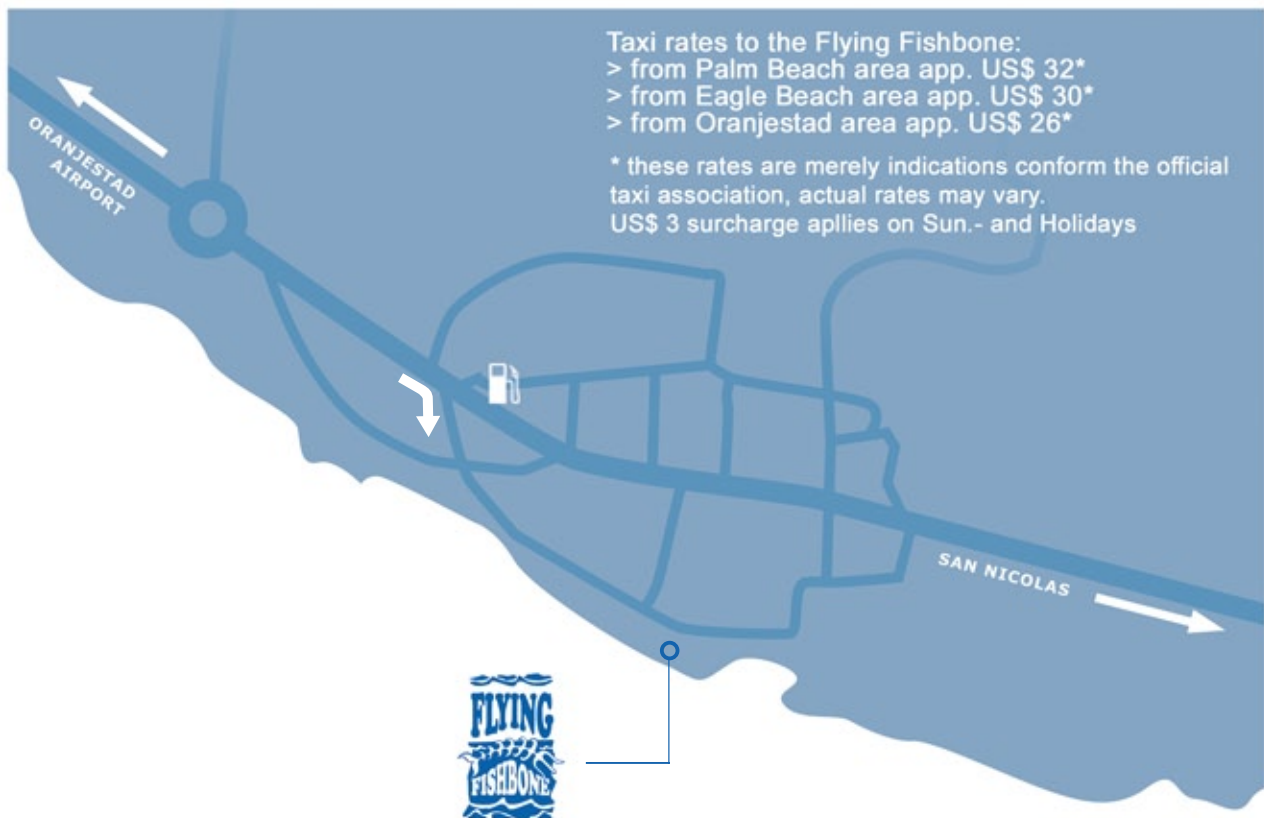 Taxi rates to the Flying Fishbone:
> from Palm Beach area app. US$ 32*
> from Eagle Beach area app. US$ 30*
> from Oranjestad area app. US$ 26*
* these rates are merely indications conform the official
taxi association, actual rates may vary.
US$ 3 surcharge apllies on Sun.- and Holidays
ORANJESTAD
AIRPORT
SAN NICOLAS
FLYING
FISHBONE